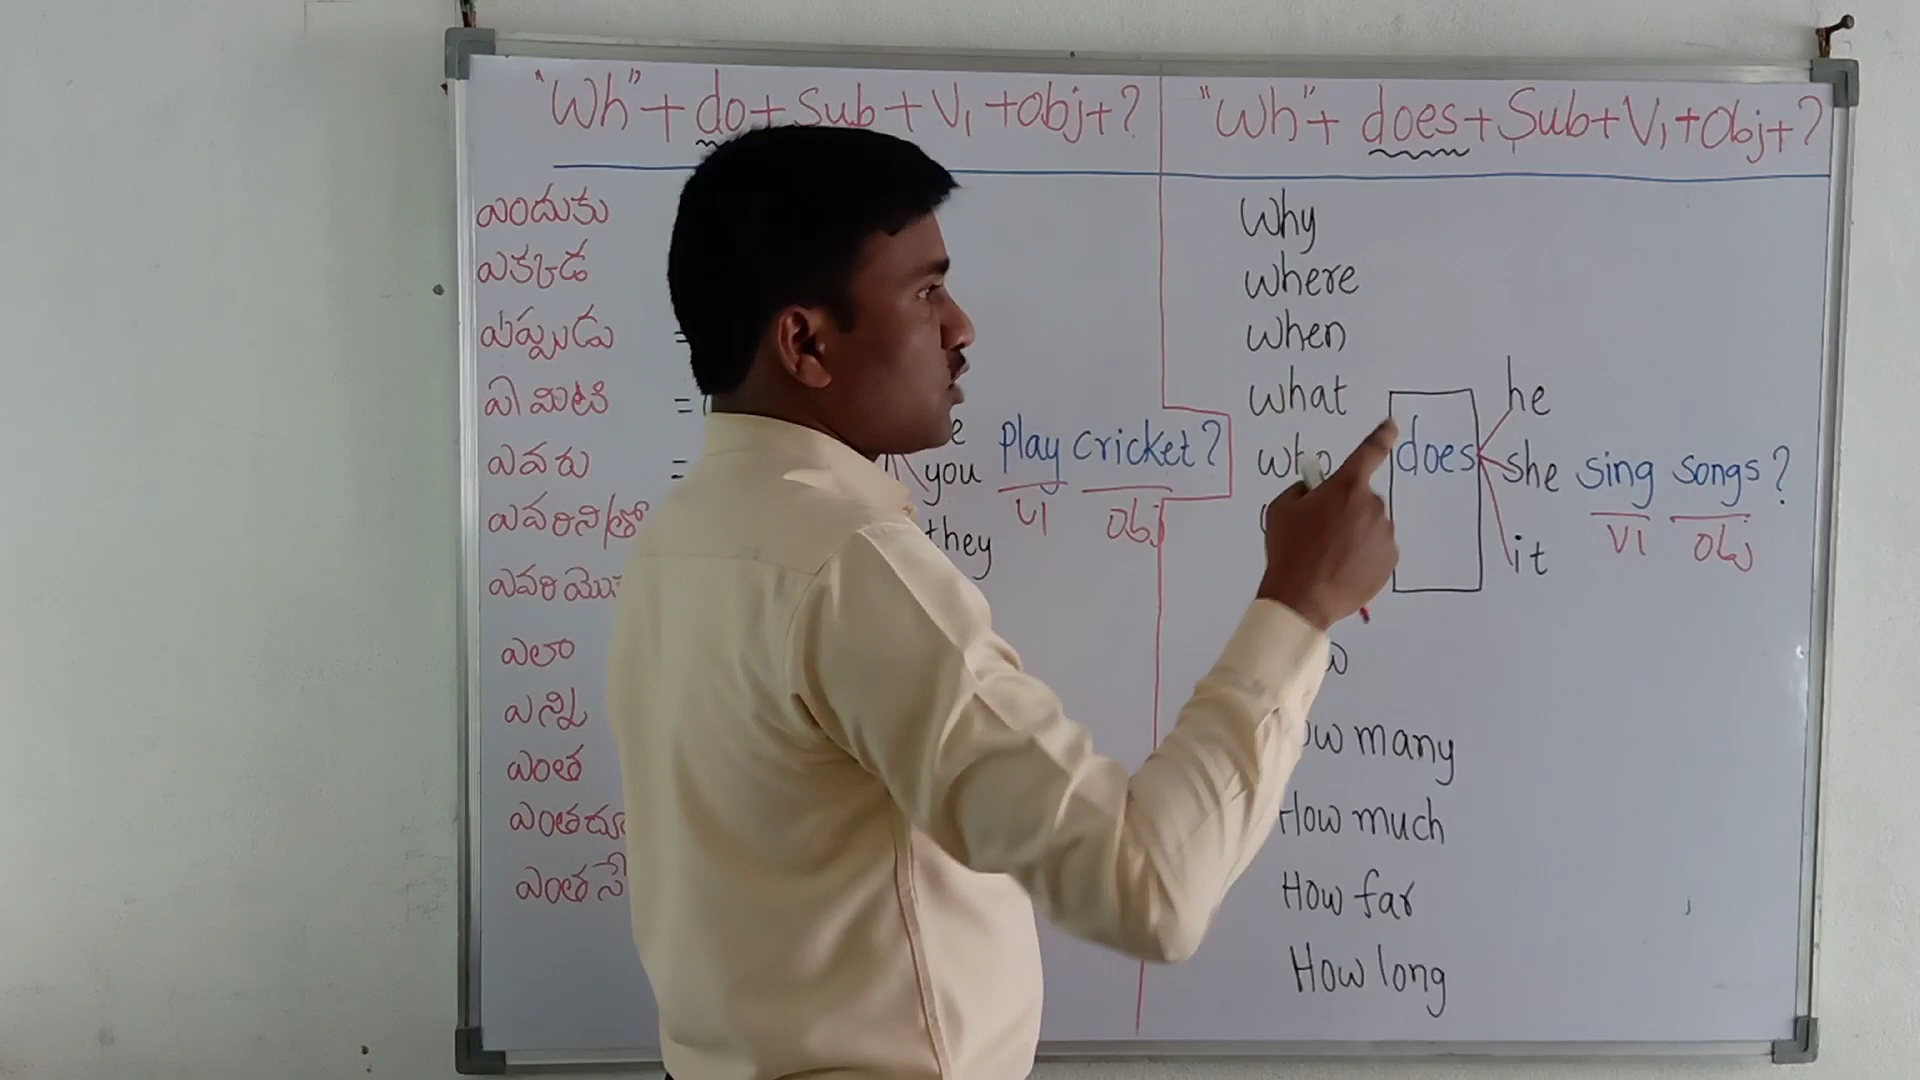 "Wh" + do + Sub + V1 + Obj + ?
ఎందుకు
ఎక్కడ
ఎప్పుడు
ఏమిటి =
ఎవరు =
ఎవరిని/తో
ఎలా
ఎన్ని
ఎంత
you
they
play cricket?
V1 Obj
"Wh" + does + Sub + V1 + Obj + ?
Why
where
when
what
who
How much
How far
How long
does
he
she sing songs?
it
V1 Obj
many